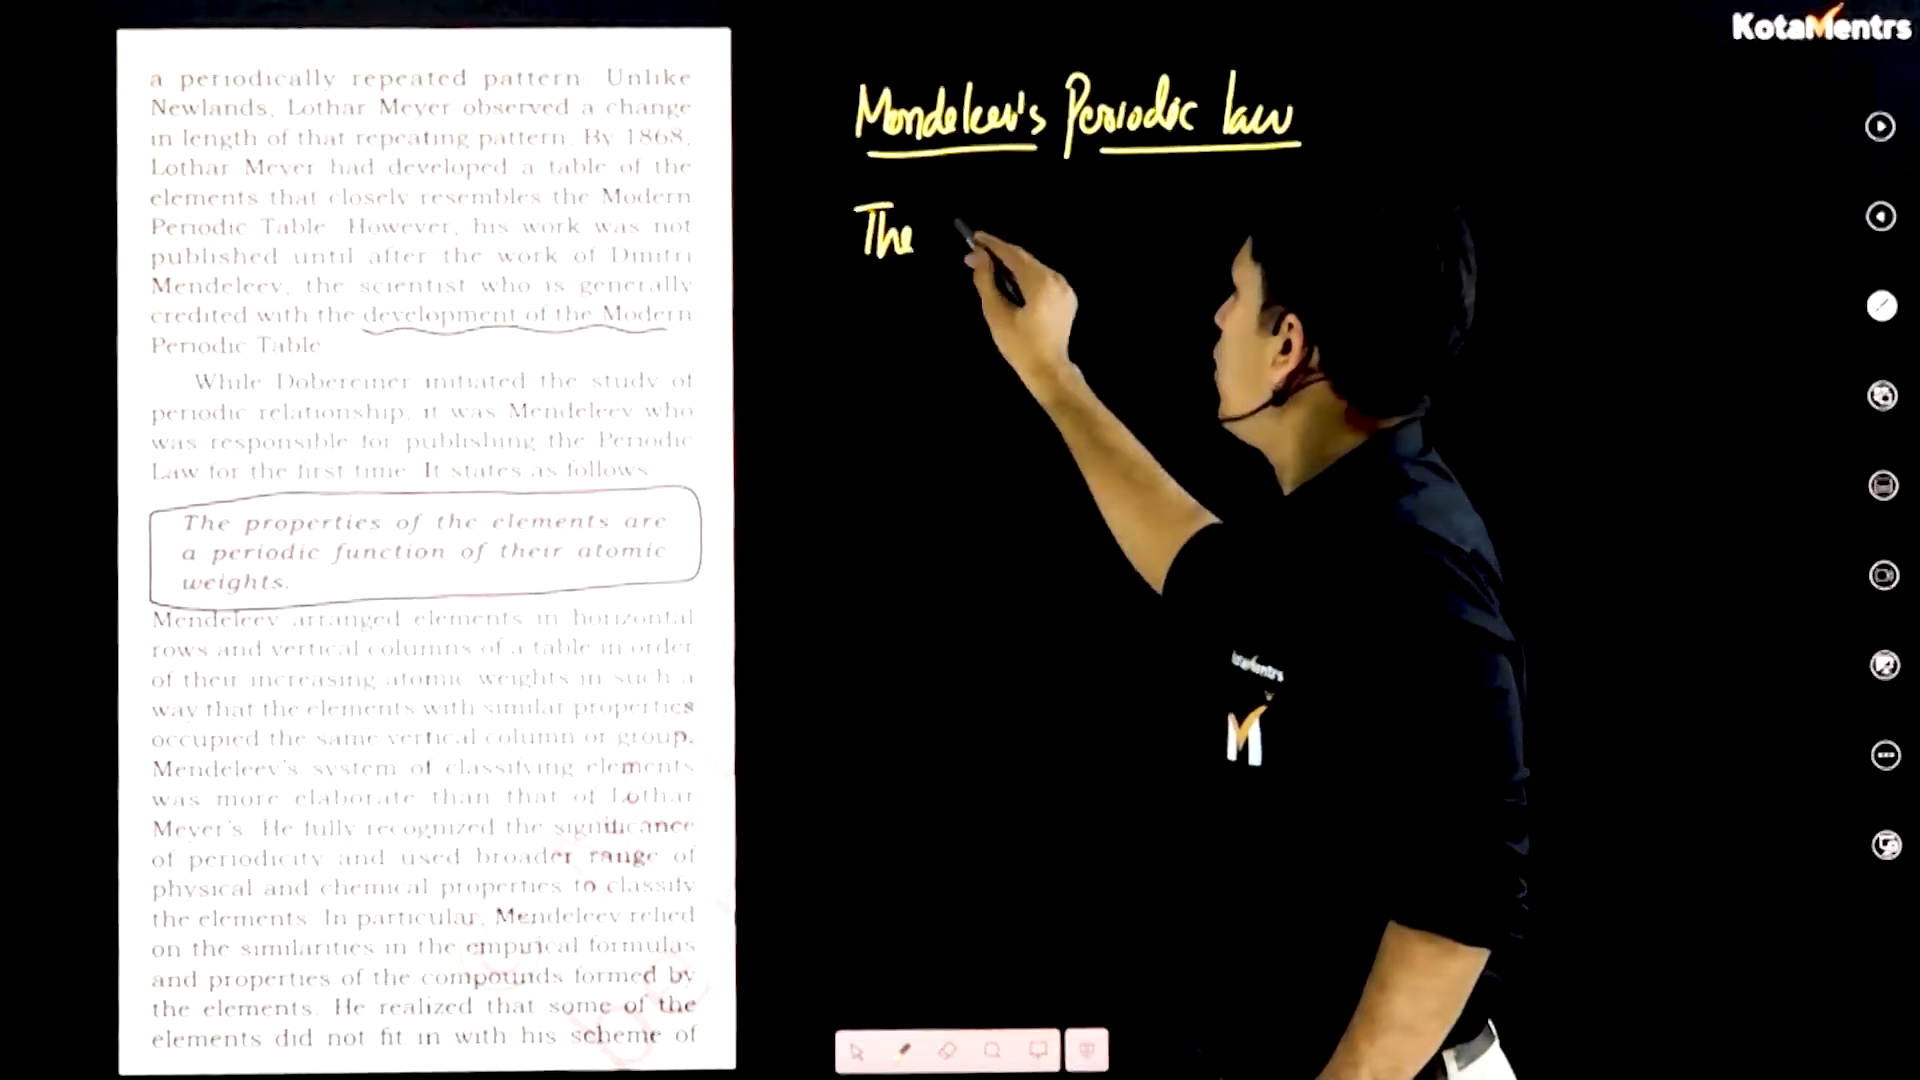 a periodically repeated pattern. Unlike
Newlands, Lothar Meyer observed a change
in length of that repeating pattern. By 1868,
Lothar Meyer had developed a table of the
elements that closely resembles the Modern
Periodic Table. However, his work was not
published until after the work of Dmitri
Mendeleev, the scientist who is generally
credited with the development of the Modern
Periodic Table.
While Dobereiner initiated the study of
periodic relationship, it was Mendeleev who
was responsible for publishing the Periodic
Law for the first time. It states as follows
The properties of the elements are
a periodic function of their atomic
weights.
Mendeleev arranged elements in horizontal
rows and vertical columns of a table in order
of their increasing atomic weights in such a
way that the elements with similar properties
occupied the same vertical column or group.
Mendeleev's system of classifying elements
was more elaborate than that of Lothar
Meyer's. He fully recognized the significance
of periodicity and used broader range of
physical and chemical properties to classify
the elements. In particular, Mendeleev relied
on the similarities in the empirical formulas
and properties of the compounds formed by
the elements. He realized that some of the
elements did not fit in with his scheme of
Mendeleev's Periodic law
The
KotaMentrs
KotaMentrs
M